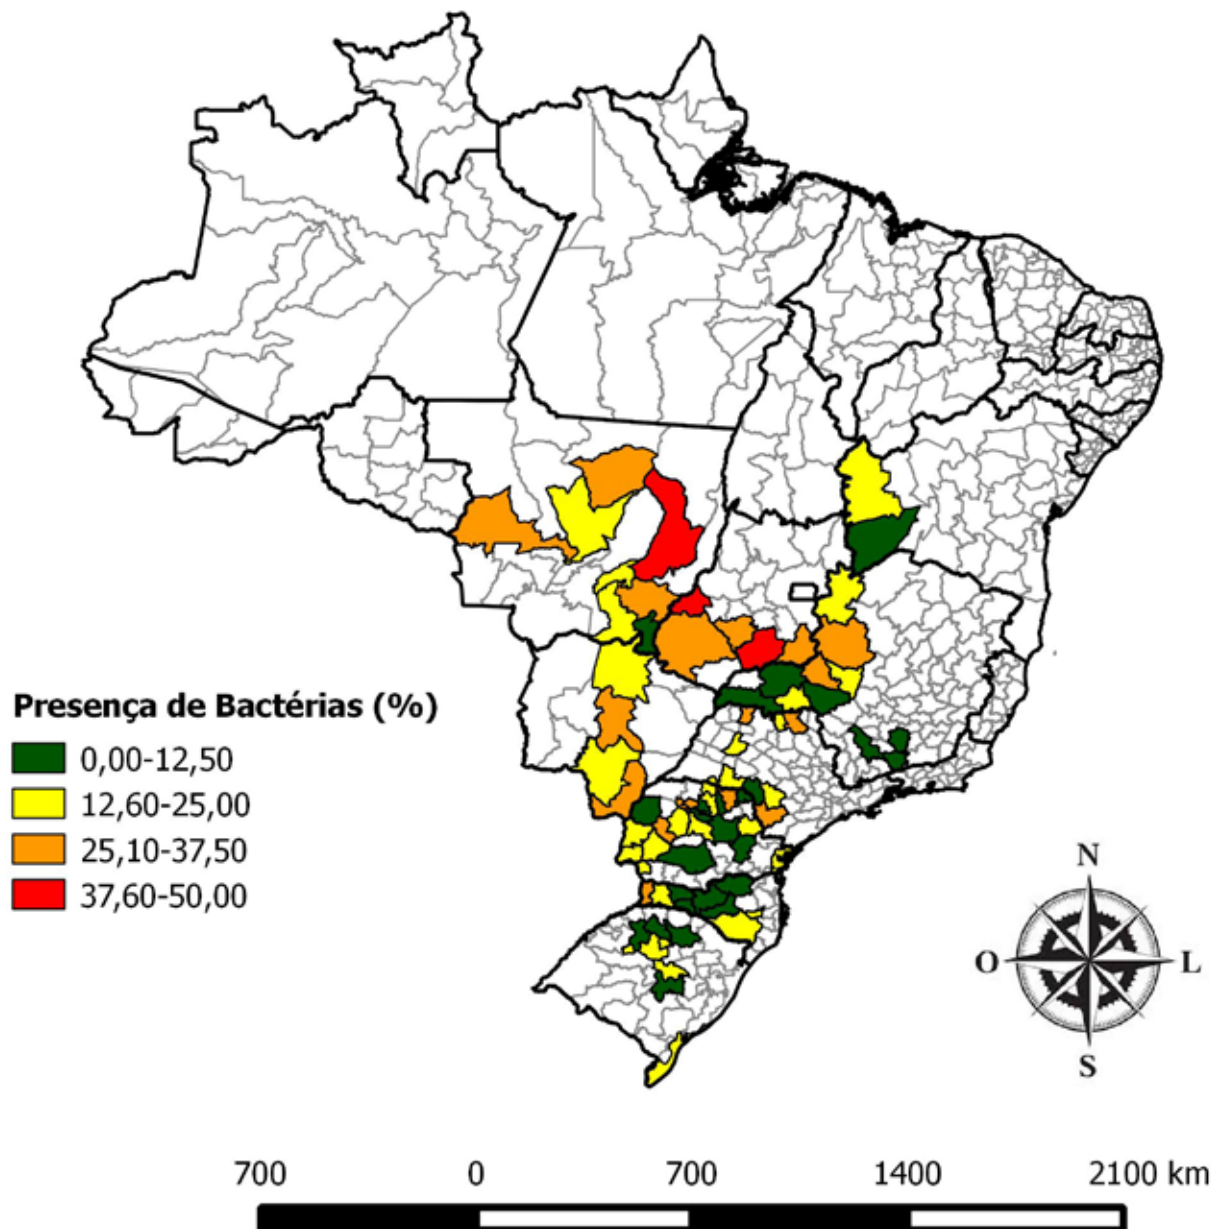 Presença de Bactérias (%)
0,00-12,50
12,60-25,00
25,10-37,50
37,60-50,00
N
O
L
S
700 0 700 1400 2100 km